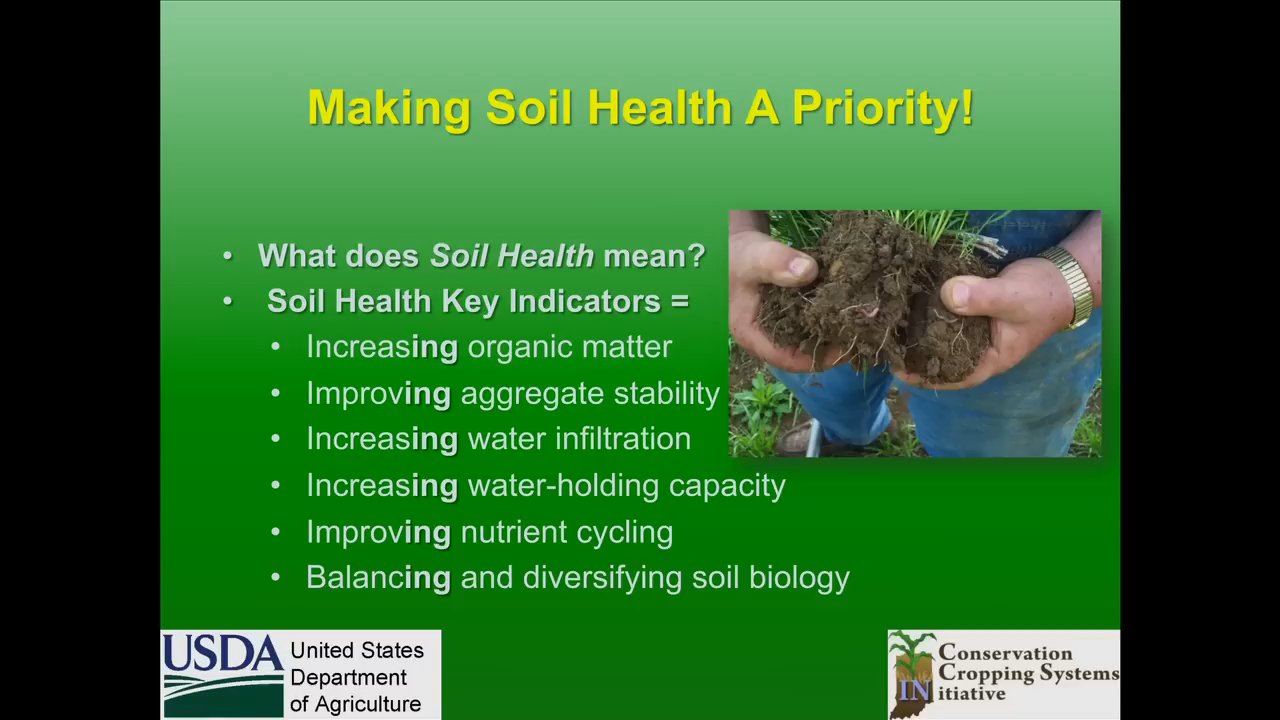 Making Soil Health A Priority!
• What does Soil Health mean?
• Soil Health Key Indicators =
• Increasing organic matter
• Improving aggregate stability
• Increasing water infiltration
• Increasing water-holding capacity
• Improving nutrient cycling
• Balancing and diversifying soil biology
USDA
United States
Department
of Agriculture
Conservation
Cropping Systems
INitiative